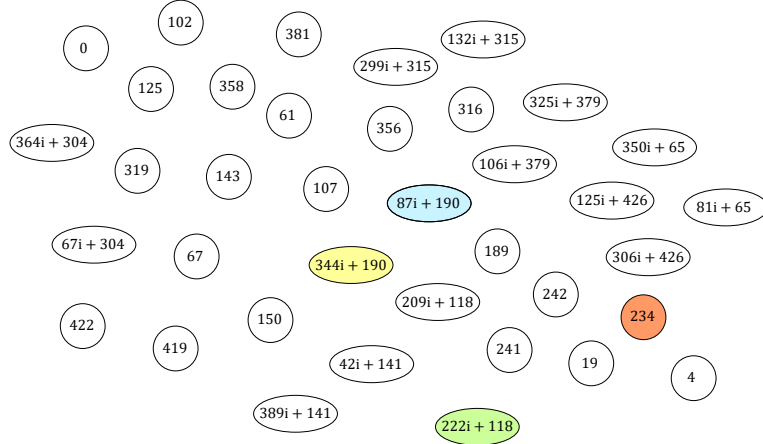 0
102
381
132i + 315
299i + 315
125
358
61
316
325i + 379
356
364i + 304
350i + 65
319
143
106i + 379
107
87i + 190
125i + 426
81i + 65
67i + 304
67
344i + 190
189
306i + 426
209i + 118
242
234
422
150
419
42i + 141
241
19
4
389i + 141
222i + 118